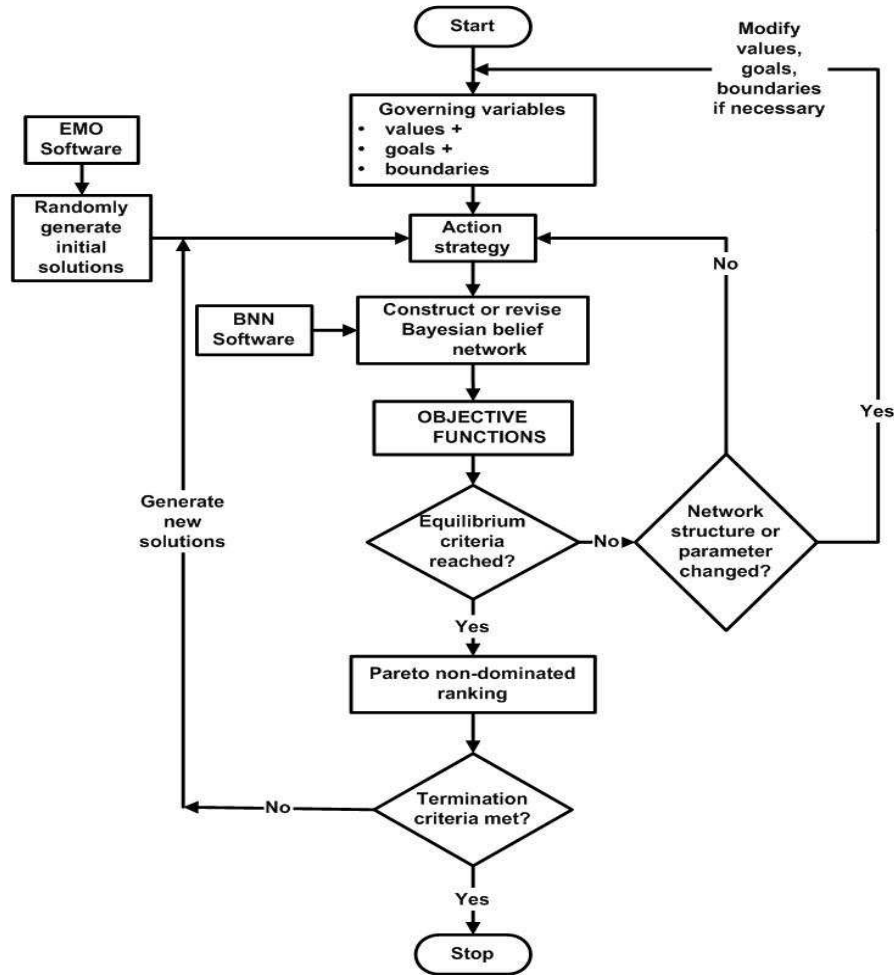 Start
Modify
values,
goals,
boundaries
if necessary
Governing variables
• values +
• goals +
• boundaries
EMO
Software
Randomly
generate
initial
solutions
Action
strategy
No
BNN
Software
Construct or revise
Bayesian belief
network
OBJECTIVE
FUNCTIONS
Yes
Generate
new
solutions
Equilibrium
criteria
reached?
No
Network
structure or
parameter
changed?
Yes
Pareto non-dominated
ranking
Termination
criteria met?
No
Yes
Stop